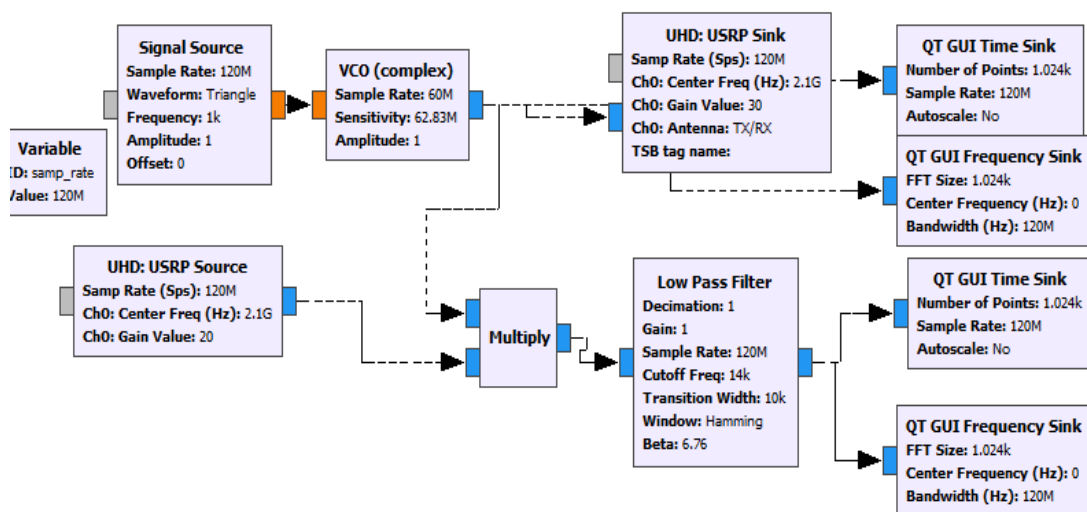 Signal Source
Sample Rate: 120M
Waveform: Triangle
Frequency: 1k
Amplitude: 1
Offset: 0
VCO (complex)
Sample Rate: 60M
Sensitivity: 62.83M
Amplitude: 1
UHD: USRP Sink
Samp Rate (Sps): 120M
Ch0: Center Freq (Hz): 2.1G
Ch0: Gain Value: 30
Ch0: Antenna: TX/RX
TSB tag name:
QT GUI Time Sink
Number of Points: 1.024k
Sample Rate: 120M
Autoscale: No
Variable
ID: samp_rate
Value: 120M
QT GUI Frequency Sink
FFT Size: 1.024k
Center Frequency (Hz): 0
Bandwidth (Hz): 120M
UHD: USRP Source
Samp Rate (Sps): 120M
Ch0: Center Freq (Hz): 2.1G
Ch0: Gain Value: 20
Multiply
Low Pass Filter
Decimation: 1
Gain: 1
Sample Rate: 120M
Cutoff Freq: 14k
Transition Width: 10k
Window: Hamming
Beta: 6.76
QT GUI Time Sink
Number of Points: 1.024k
Sample Rate: 120M
Autoscale: No
QT GUI Frequency Sink
FFT Size: 1.024k
Center Frequency (Hz): 0
Bandwidth (Hz): 120M